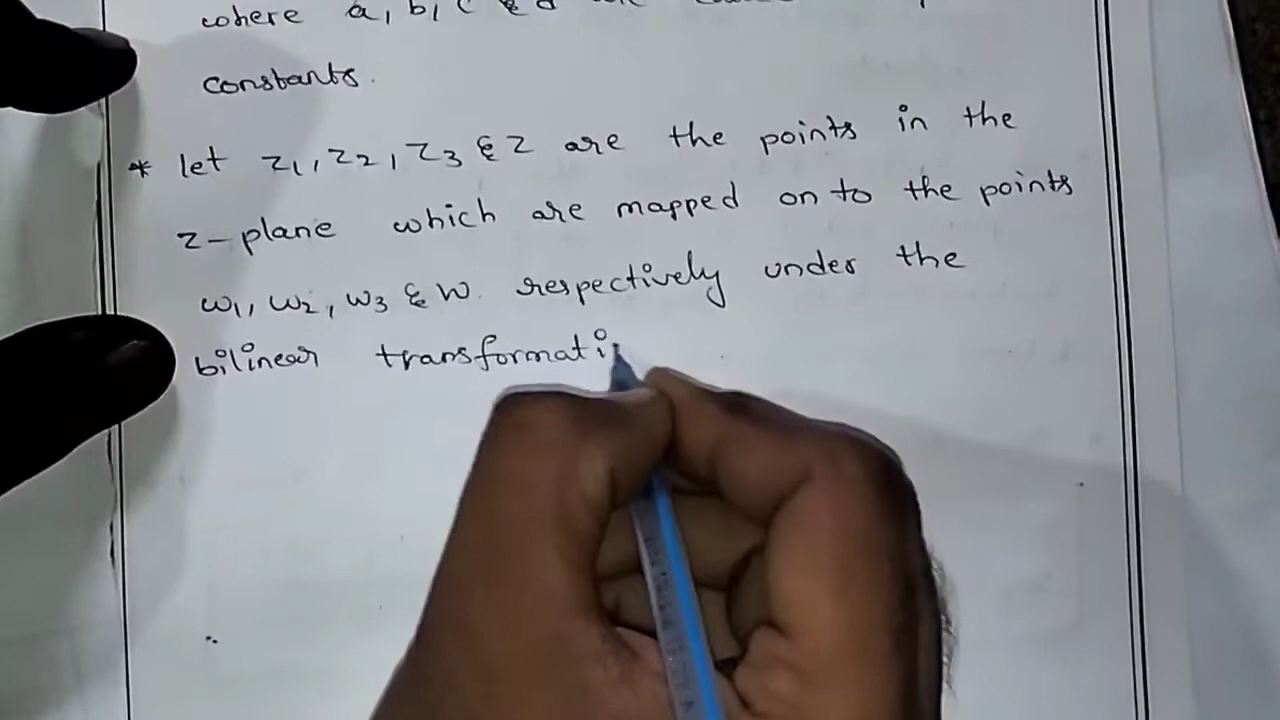 where a, b, c & d
constants.
* let z1, z2, z3 & z are the points in the
z-plane which are mapped on to the points
w1, w2, w3 & w. respectively under the
bilinear transformati